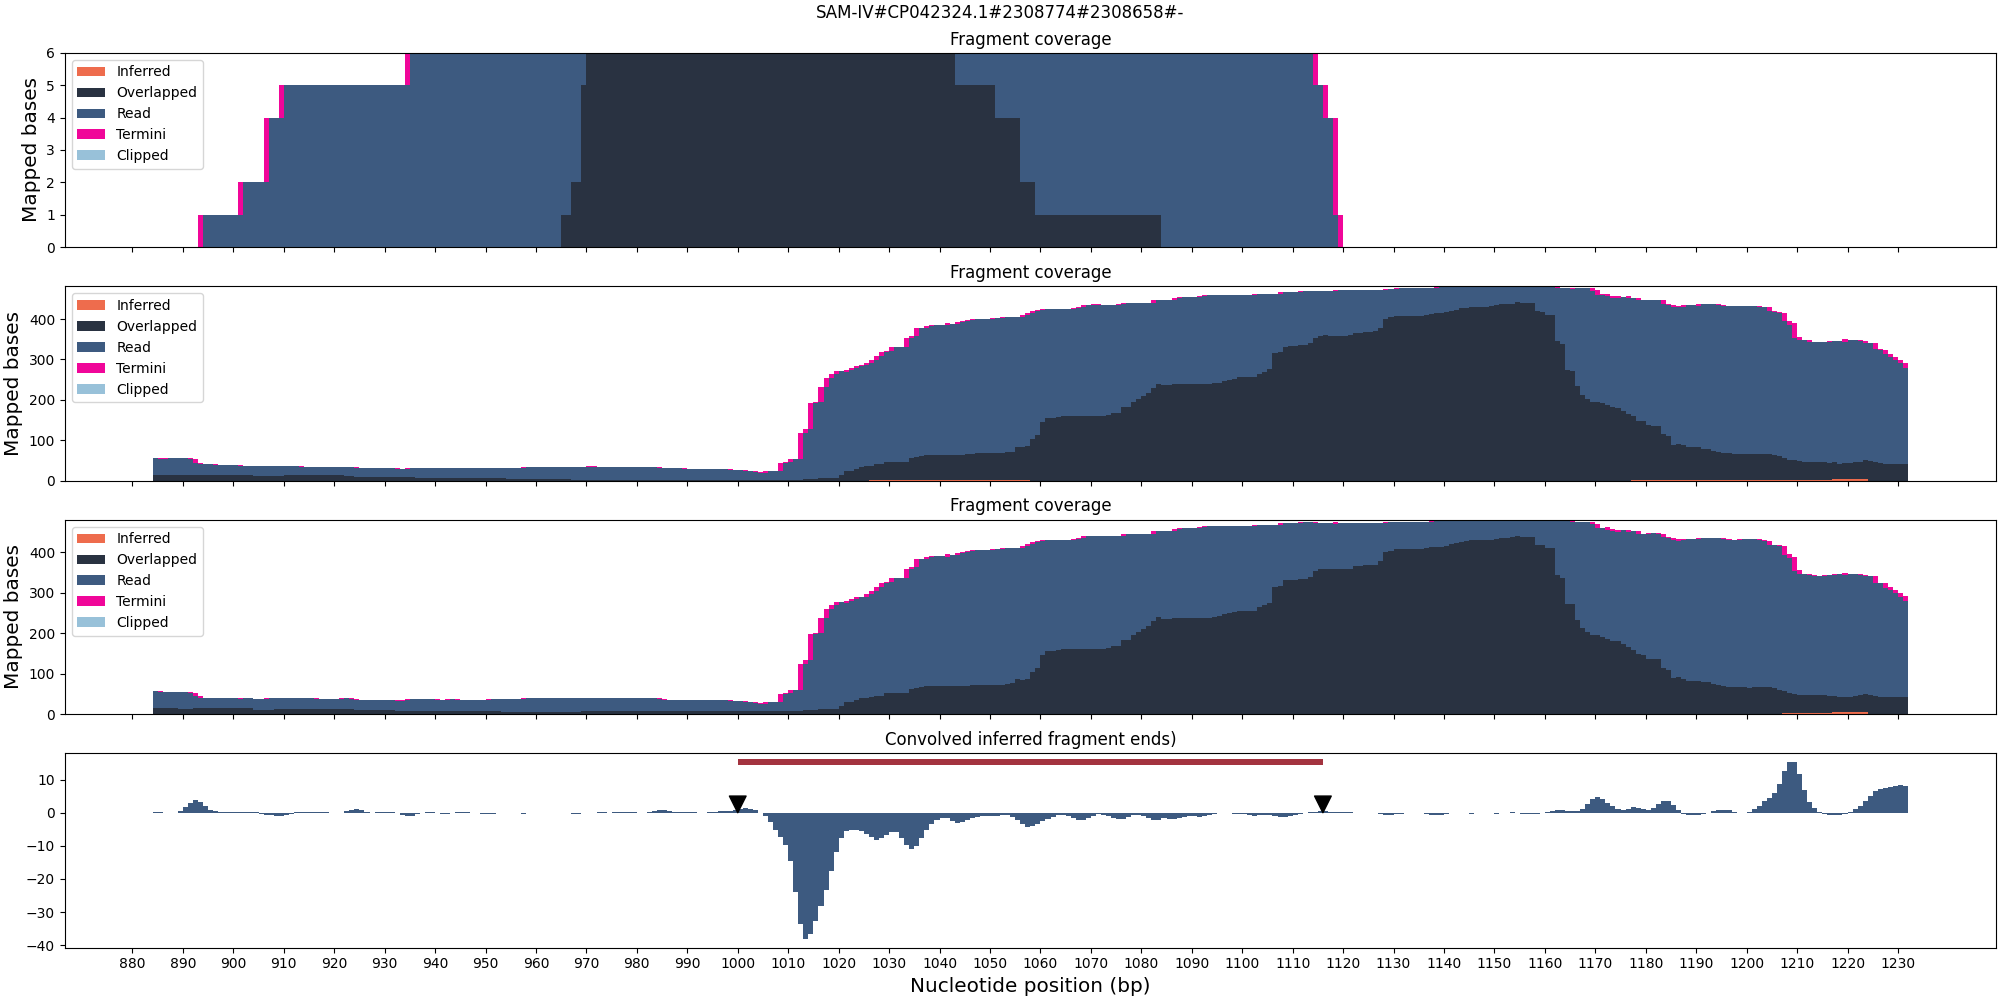 SAM-IV#CP042324.1#2308774#2308658#-
Fragment coverage
Mapped bases
6
5
4
3
2
1
0
Inferred
Overlapped
Read
Termini
Clipped
Fragment coverage
Mapped bases
400
300
200
100
0
Inferred
Overlapped
Read
Termini
Clipped
Fragment coverage
Mapped bases
400
300
200
100
0
Inferred
Overlapped
Read
Termini
Clipped
Convolved inferred fragment ends)
10
0
−10
−20
−30
−40
880 890 900 910 920 930 940 950 960 970 980 990 1000 1010 1020 1030 1040 1050 1060 1070 1080 1090 1100 1110 1120 1130 1140 1150 1160 1170 1180 1190 1200 1210 1220 1230
Nucleotide position (bp)